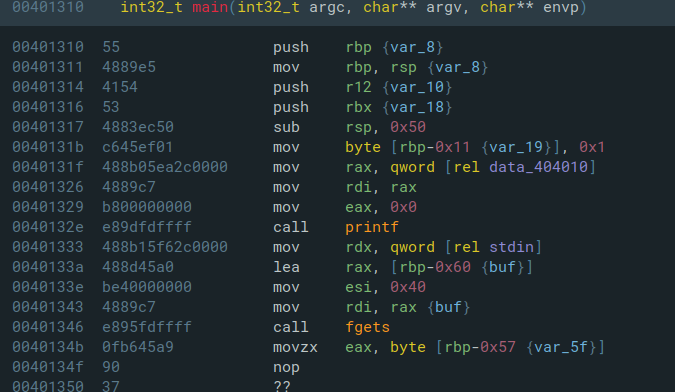 00401310 int32_t main(int32_t argc, char** argv, char** envp)
00401310 55 push rbp {var_8}
00401311 4889e5 mov rbp, rsp {var_8}
00401314 4154 push r12 {var_10}
00401316 53 push rbx {var_18}
00401317 4883ec50 sub rsp, 0x50
0040131b c645ef01 mov byte [rbp-0x11 {var_19}], 0x1
0040131f 488b05ea2c0000 mov rax, qword [rel data_404010]
00401326 4889c7 mov rdi, rax
00401329 b800000000 mov eax, 0x0
0040132e e89dfdffff call printf
00401333 488b15f62c0000 mov rdx, qword [rel stdin]
0040133a 488d45a0 lea rax, [rbp-0x60 {buf}]
0040133e be40000000 mov esi, 0x40
00401343 4889c7 mov rdi, rax {buf}
00401346 e895fdffff call fgets
0040134b 0fb645a9 movzx eax, byte [rbp-0x57 {var_5f}]
0040134f 90 nop
00401350 37 ??